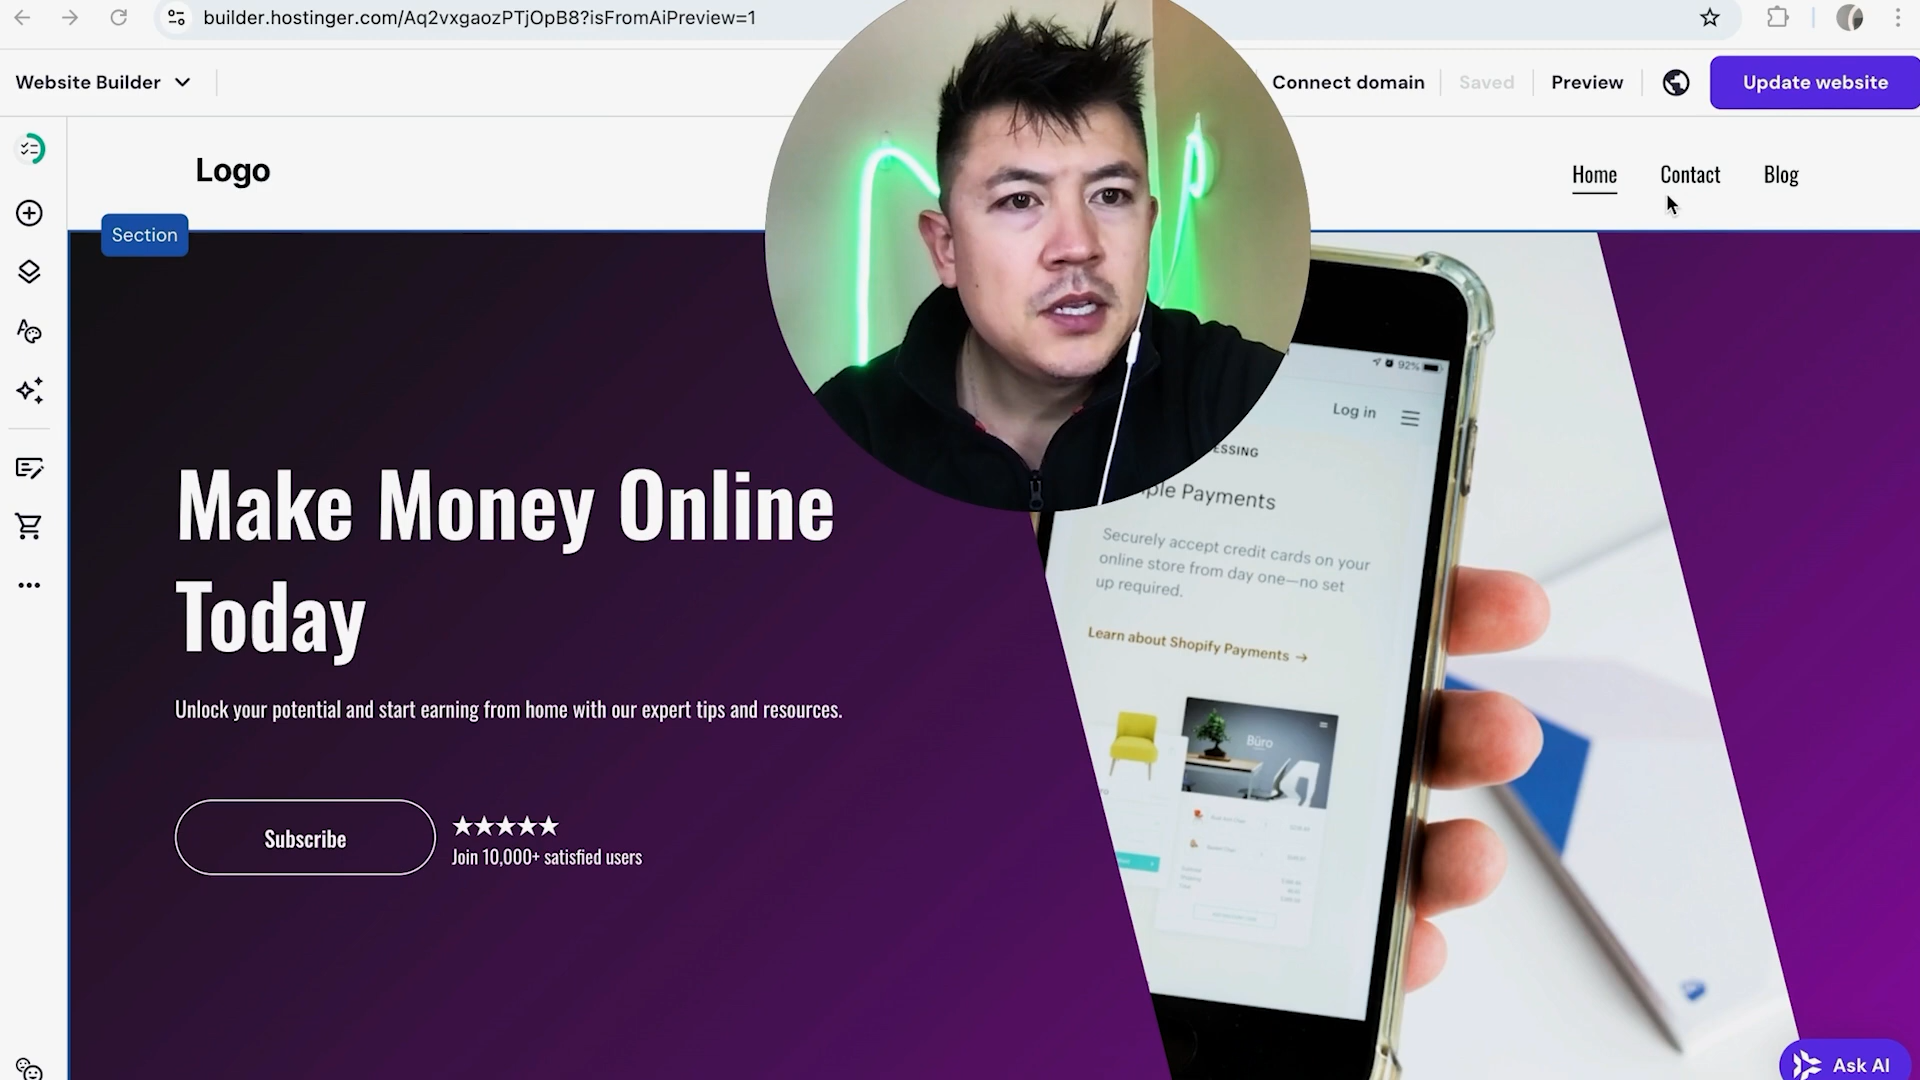 builder.hostinger.com/Aq2vxgaozPTjOpB8?isFromAiPreview=1
Website Builder
Connect domain
Saved
Preview
Update website
Logo
Home
Contact
Blog
Section
92%
Log in
ESSING
ple Payments
Securely accept credit cards on your
online store from day one—no set
up required.
Learn about Shopify Payments →
Büro
Make Money Online
Today
Unlock your potential and start earning from home with our expert tips and resources.
Subscribe
★★★★★
Join 10,000+ satisfied users
Ask AI